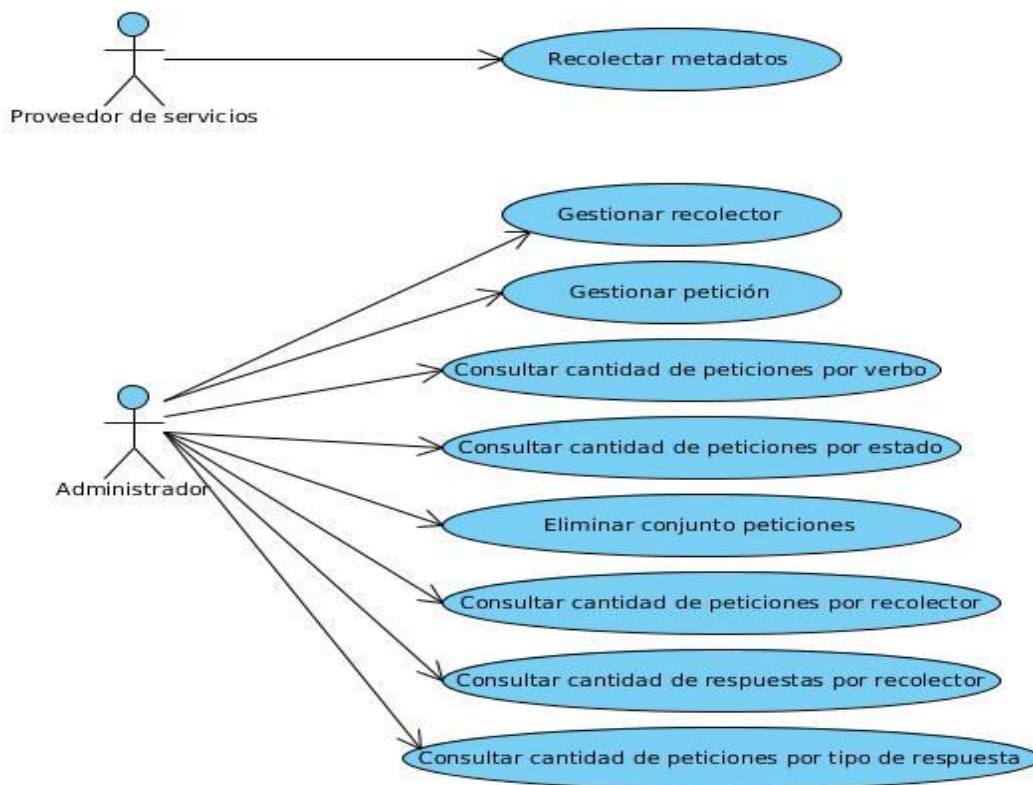 Recolectar metadatos
Proveedor de servicios
Gestionar recolector
Gestionar petición
Consultar cantidad de peticiones por verbo
Consultar cantidad de peticiones por estado
Administrador
Eliminar conjunto peticiones
Consultar cantidad de peticiones por recolector
Consultar cantidad de respuestas por recolector
Consultar cantidad de peticiones por tipo de respuesta